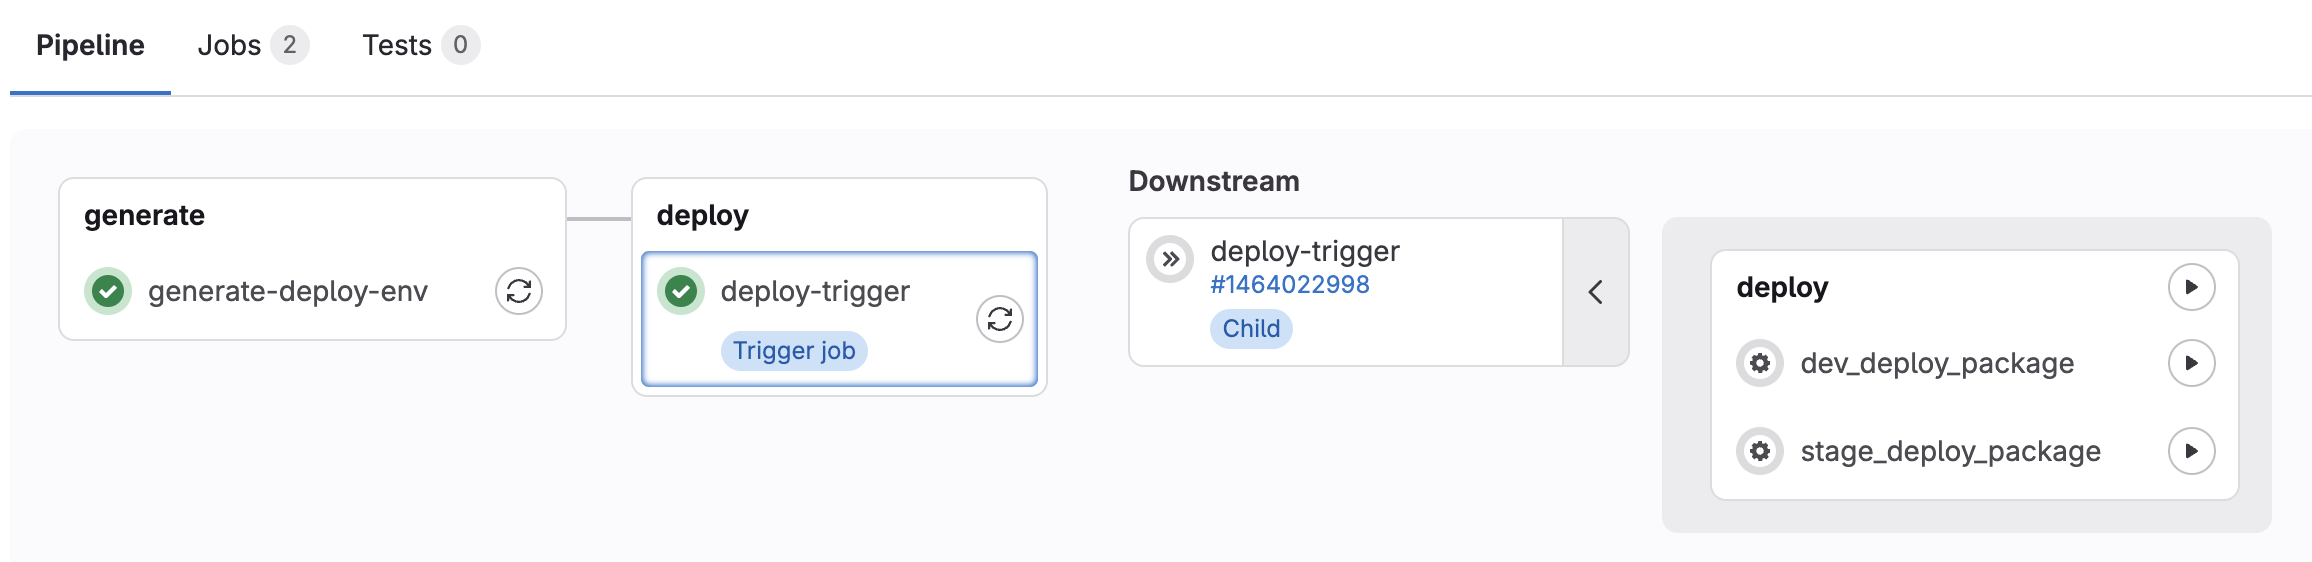 Pipeline Jobs 2 Tests 0
generate
generate-deploy-env
deploy
deploy-trigger
Trigger job
Downstream
deploy-trigger
#1464022998
Child
deploy
dev_deploy_package
stage_deploy_package